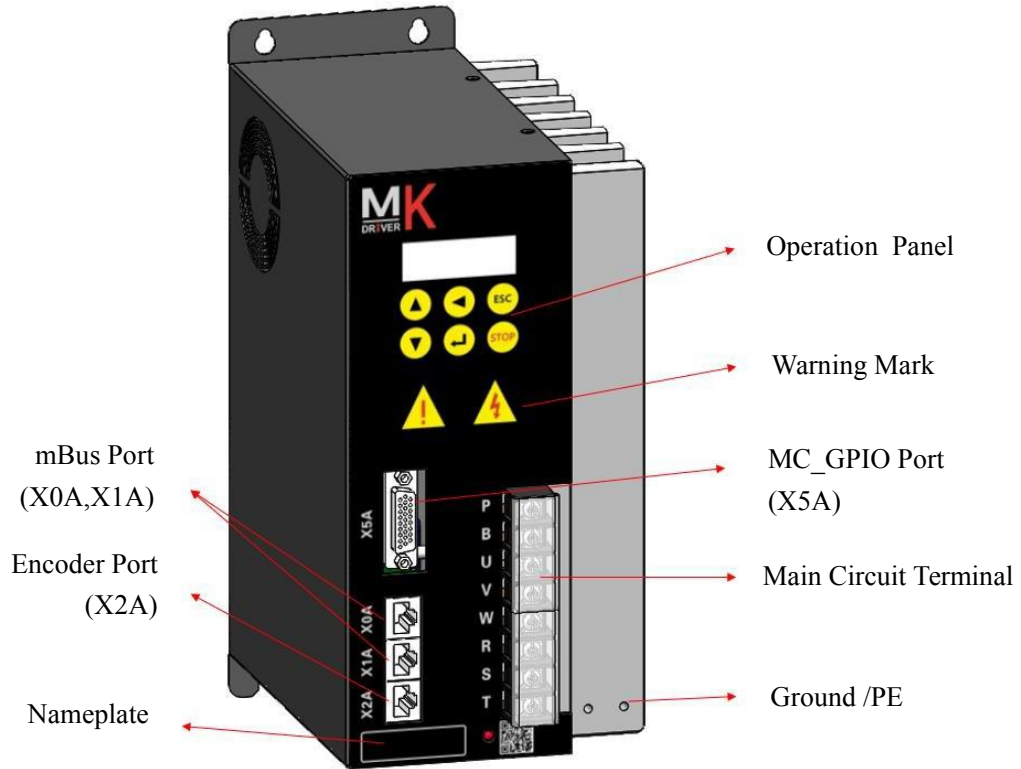 MK
DRIVER
ESC
STOP
Operation Panel
Warning Mark
mBus Port
(X0A,X1A)
MC_GPIO Port
(X5A)
Encoder Port
(X2A)
Main Circuit Terminal
Nameplate
Ground /PE
X5A
X0A
X1A
X2A
P
B
U
V
W
R
S
T